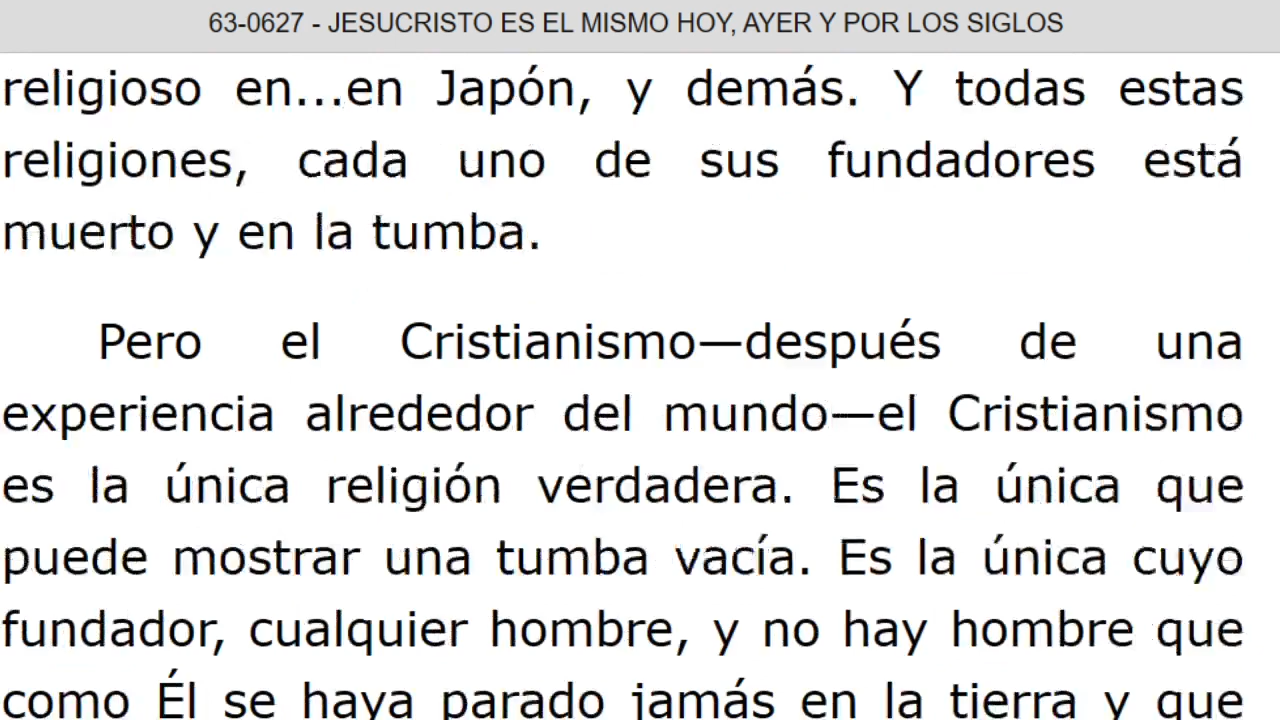 63-0627 - JESUCRISTO ES EL MISMO HOY, AYER Y POR LOS SIGLOS
religioso en...en Japón, y demás. Y todas estas
religiones, cada uno de sus fundadores está
muerto y en la tumba.
Pero el Cristianismo—después de una
experiencia alrededor del mundo—el Cristianismo
es la única religión verdadera. Es la única que
puede mostrar una tumba vacía. Es la única cuyo
fundador, cualquier hombre, y no hay hombre que
como Él se haya parado jamás en la tierra y que